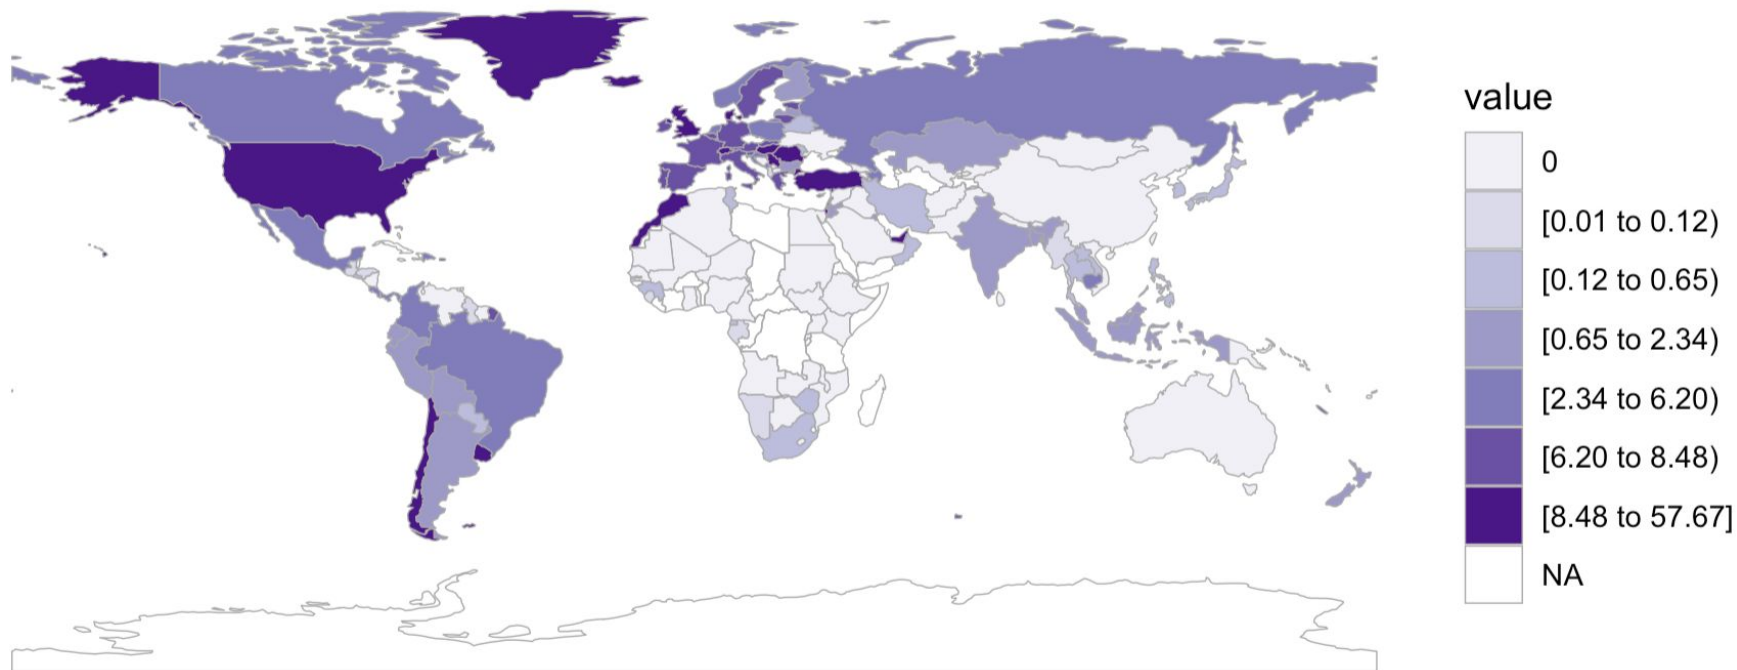 value
0
[0.01 to 0.12)
[0.12 to 0.65)
[0.65 to 2.34)
[2.34 to 6.20)
[6.20 to 8.48)
[8.48 to 57.67]
NA